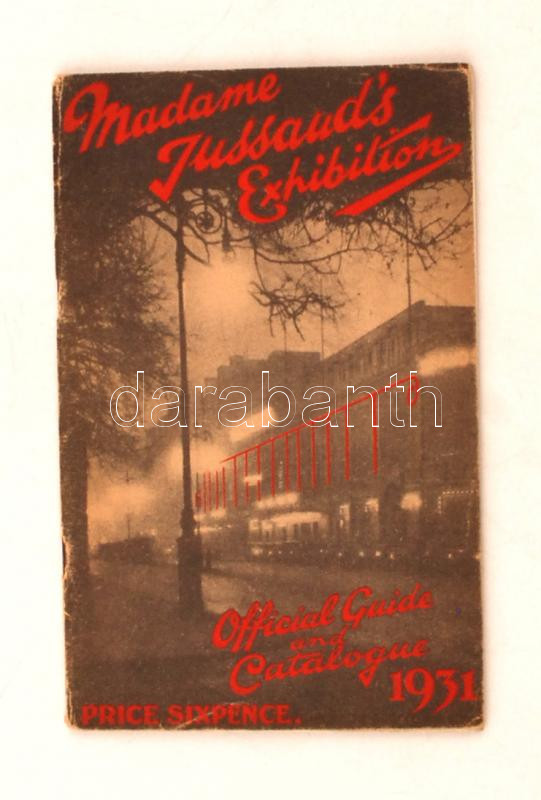 Madame
Tussaud's
Exhibition
darabanth
Official Guide
and
Catalogue
1931
PRICE SIXPENCE.